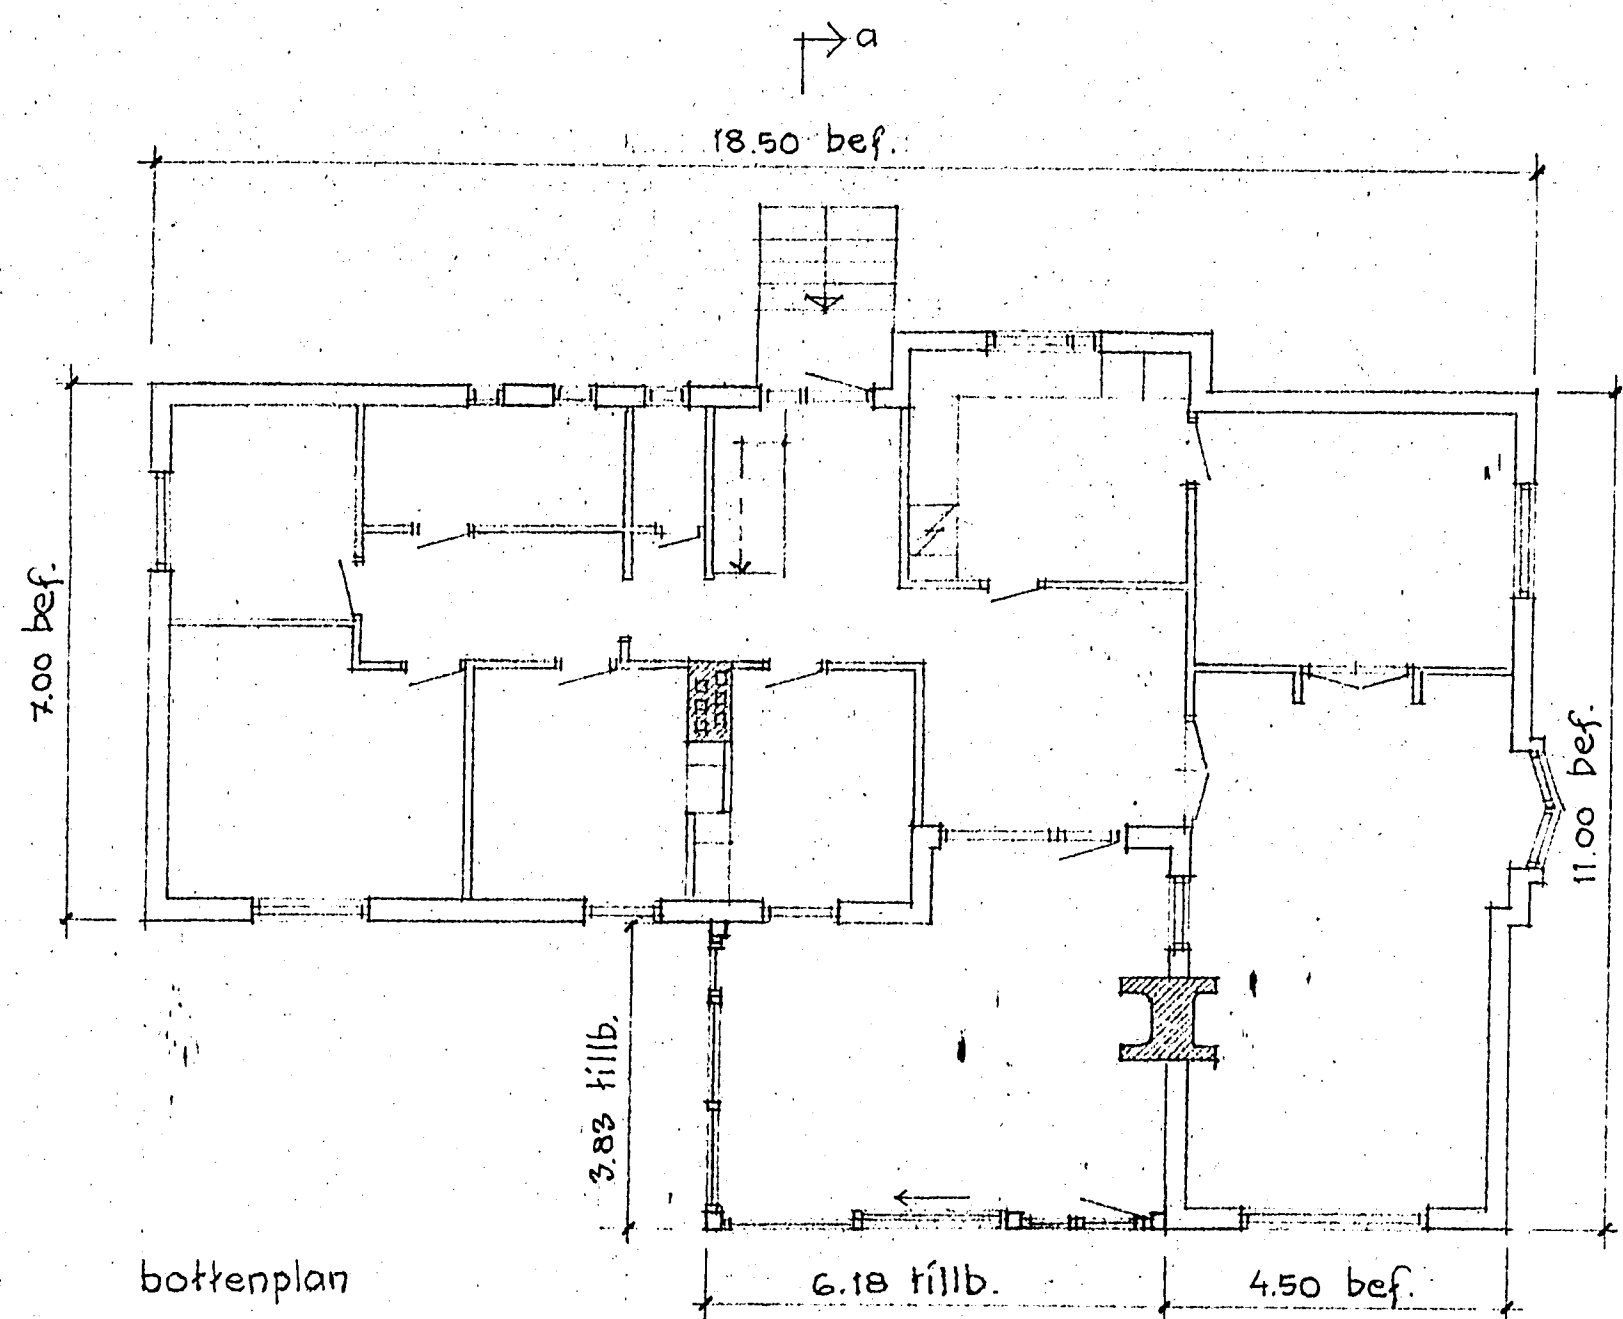 a
18.50 bef.
7.00 bef.
11.00 bef.
3.83 tillb.
bottenplan
6.18 tillb.
4.50 bef.